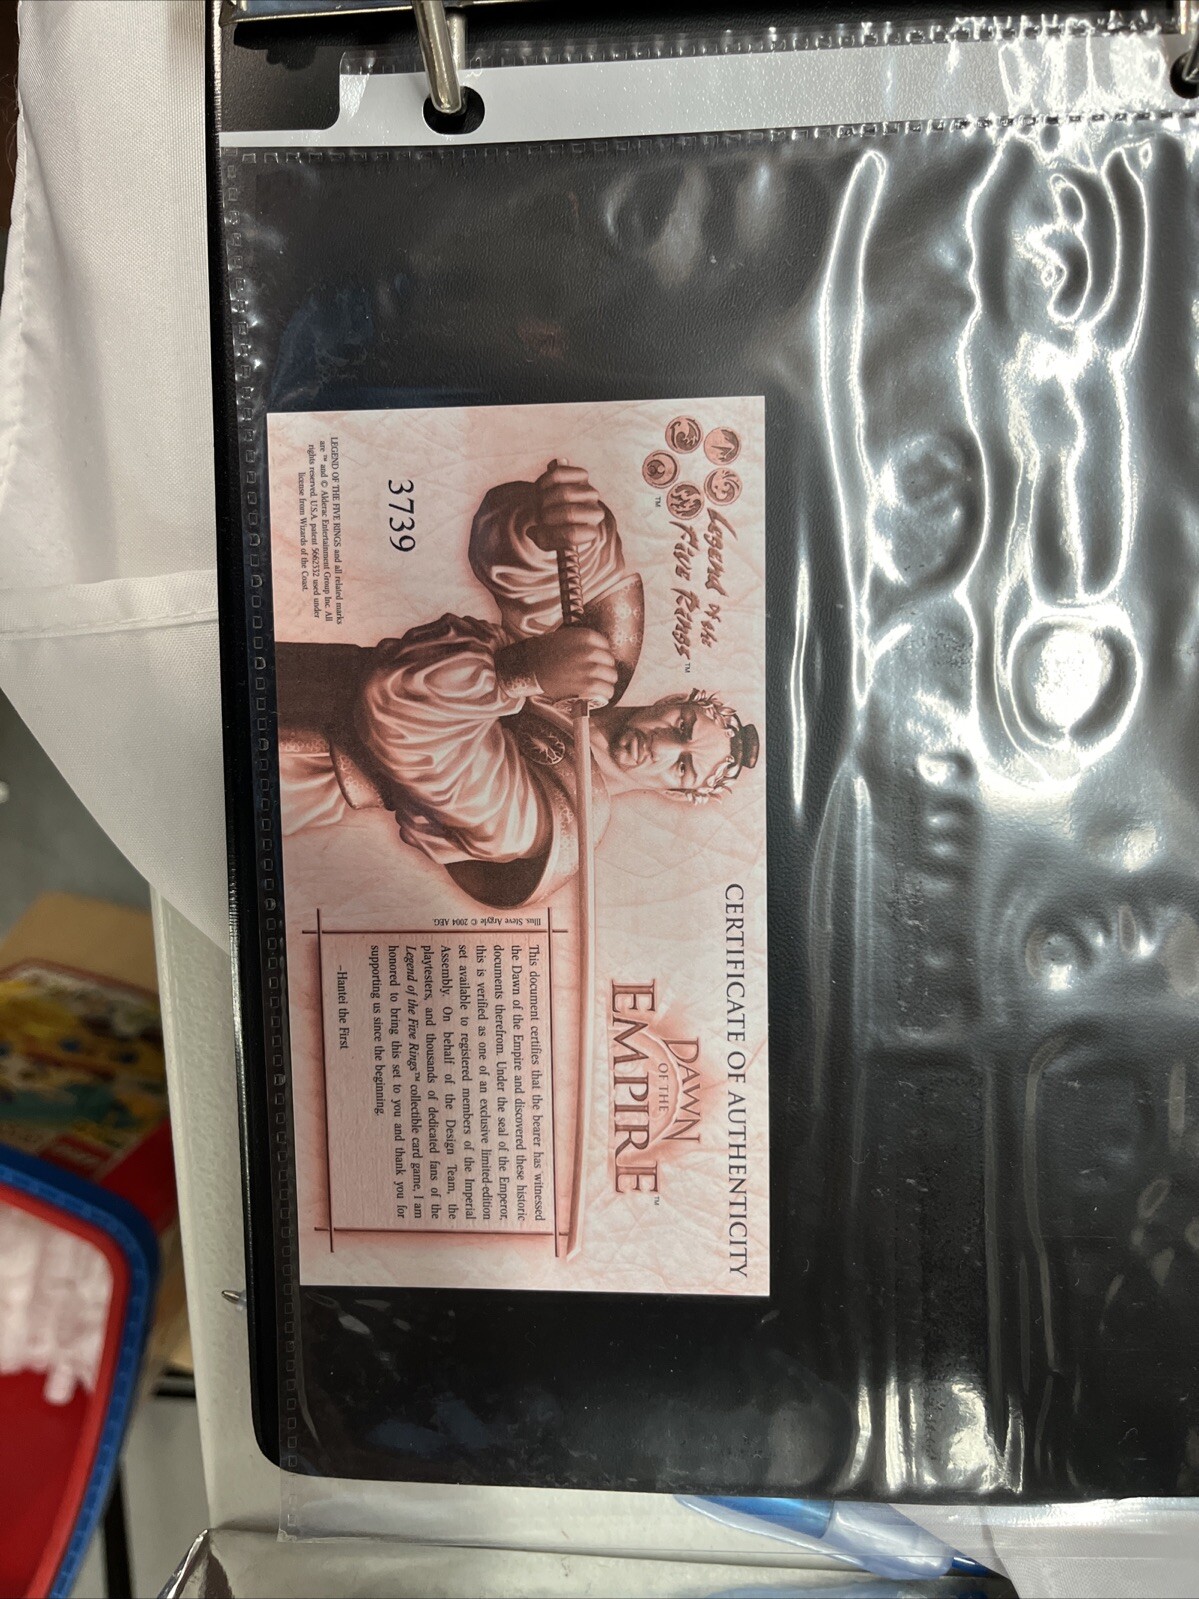 Legend of the
Five Rings™
™
CERTIFICATE OF AUTHENTICITY
DAWN
OF THE
EMPIRE™
3739
LEGEND OF THE FIVE RINGS and all related marks
are ™ and © Alderac Entertainment Group Inc. All
rights reserved. U.S.A. patent 5662332 used under
license from Wizards of the Coast.
Illus. Steve Argyle © 2004 AEG.
This document certifies that the bearer has witnessed
the Dawn of the Empire and discovered these historic
documents therefrom. Under the seal of the Emperor,
this is verified as one of an exclusive limited-edition
set available to registered members of the Imperial
Assembly. On behalf of the Design Team, the
playtesters, and thousands of dedicated fans of the
Legend of the Five Rings™ collectible card game, I am
honored to bring this set to you and thank you for
supporting us since the beginning.
–Hantei the First